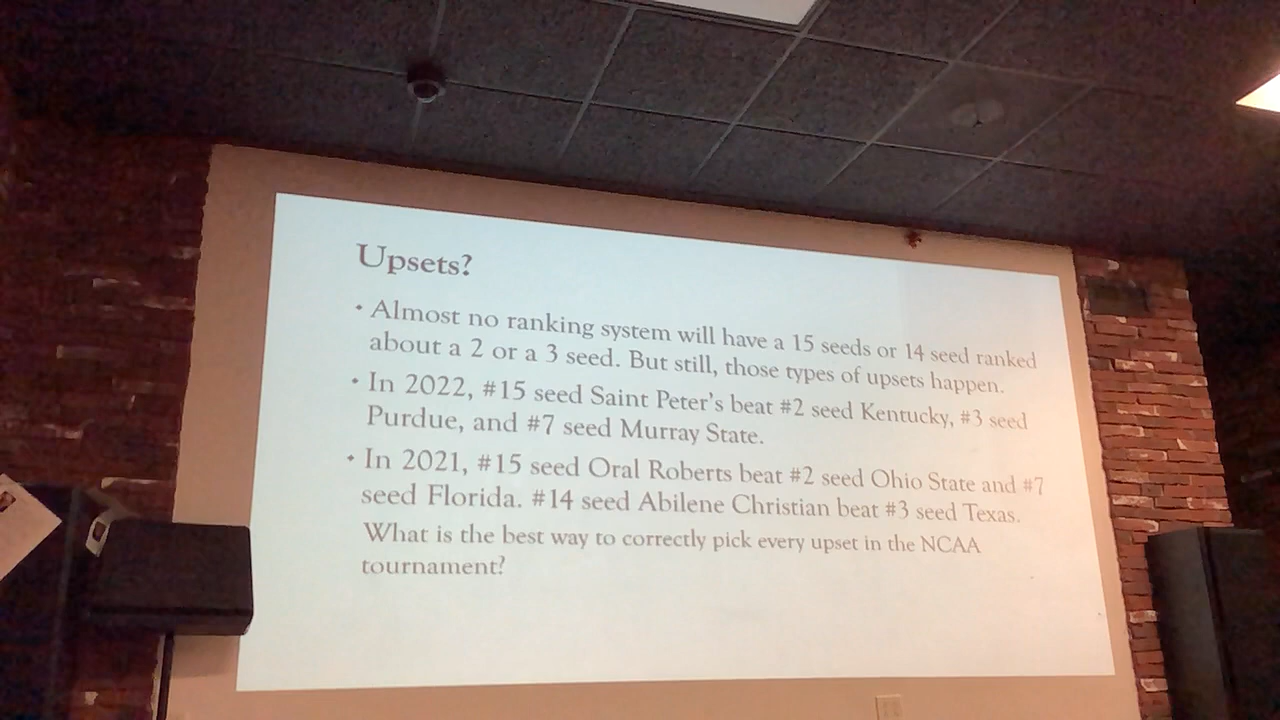 Upsets?
• Almost no ranking system will have a 15 seeds or 14 seed ranked
about a 2 or a 3 seed. But still, those types of upsets happen.
• In 2022, #15 seed Saint Peter's beat #2 seed Kentucky, #3 seed
Purdue, and #7 seed Murray State.
• In 2021, #15 seed Oral Roberts beat #2 seed Ohio State and #7
seed Florida. #14 seed Abilene Christian beat #3 seed Texas.
What is the best way to correctly pick every upset in the NCAA
tournament?